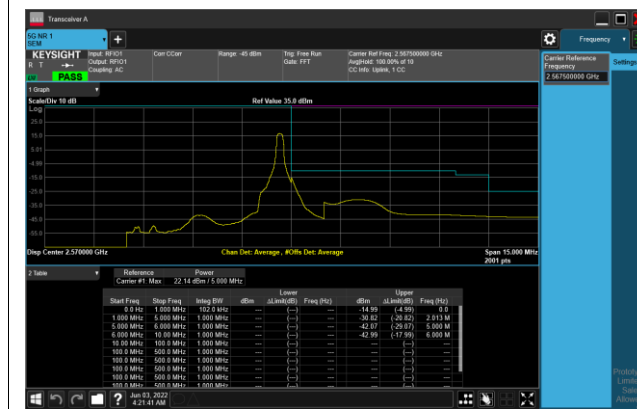 Transceiver A
5G NR 1
SEM
+
Frequency
KEYSIGHT
R T
PASS
Input: RFIO1
Output: RFIO1
Coupling: AC
Corr CCorr
Range: -45 dBm
Trig: Free Run
Gate: FFT
Carrier Ref Freq: 2.567500000 GHz
Avg|Hold: 100.00% of 10
CC Info: Uplink, 1 CC
Carrier Reference
Frequency
2.567500000 GHz
Settings
1 Graph
Scale/Div 10 dB
Ref Value 35.0 dBm
Log
25.0
15.0
5.01
-4.99
-15.0
-25.0
-35.0
-45.0
-55.0
Disp Center 2.570000 GHz
Chan Det: Average , #Offs Det: Average
Span 15.000 MHz
2001 pts
2 Table
Reference Power
Carrier #1 Max 22.14 dBm / 5.000 MHz
Lower Upper
Start Freq Stop Freq Integ BW dBm ΔLimit(dB) Freq (Hz) dBm ΔLimit(dB) Freq (Hz)
0.0 Hz 1.000 MHz 102.0 kHz --- (---) --- -14.99 (-4.99) 0.0
1.000 MHz 5.000 MHz 1.000 MHz --- (---) --- -30.82 (-20.82) 2.013 M
5.000 MHz 6.000 MHz 1.000 MHz --- (---) --- -42.07 (-29.07) 5.000 M
6.000 MHz 10.00 MHz 1.000 MHz --- (---) --- -42.99 (-17.99) 6.000 M
10.00 MHz 100.0 MHz 1.000 MHz --- (---) --- --- (---) ---
100.0 MHz 500.0 MHz 1.000 MHz --- (---) --- --- (---) ---
100.0 MHz 500.0 MHz 1.000 MHz --- (---) --- --- (---) ---
100.0 MHz 500.0 MHz 1.000 MHz --- (---) --- --- (---) ---
100.0 MHz 500.0 MHz 1.000 MHz --- (---) --- --- (---) ---
?
Jun 03, 2022
4:21:41 AM